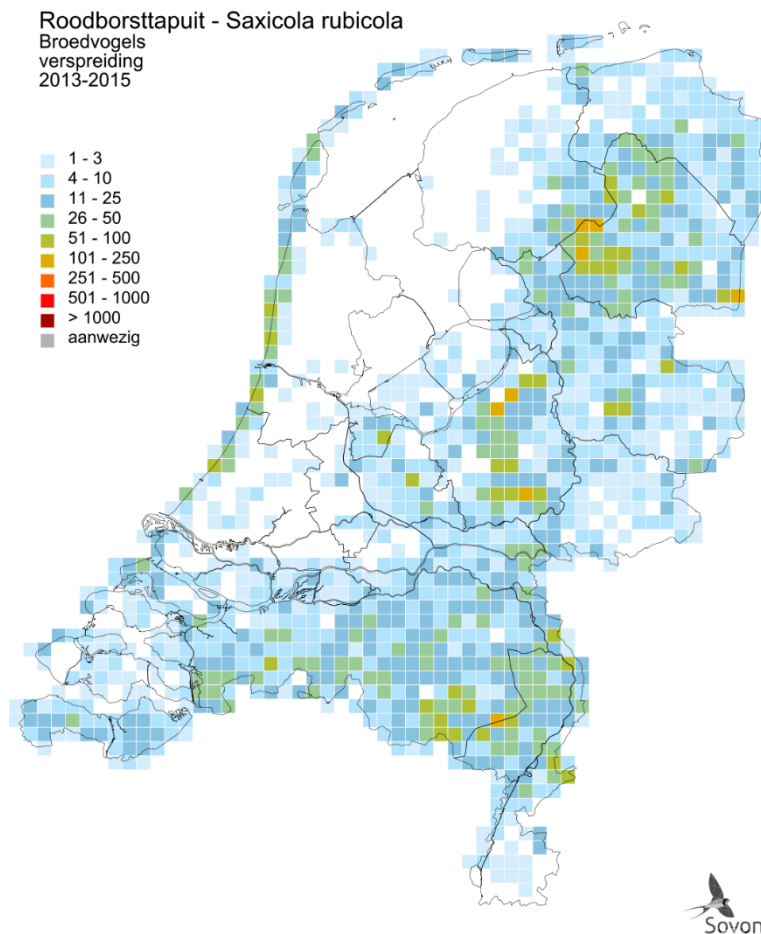 Roodborsttapuit - Saxicola rubicola
Broedvogels
verspreiding
2013-2015
1 - 3
4 - 10
11 - 25
26 - 50
51 - 100
101 - 250
251 - 500
501 - 1000
> 1000
aanwezig
Sovon